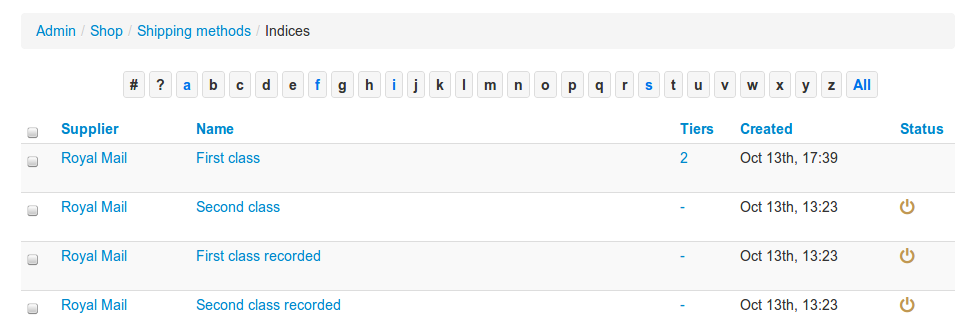 Admin / Shop / Shipping methods / Indices
# ? a b c d e f g h i j k l m n o p q r s t u v w x y z All
Supplier Name Tiers Created Status
Royal Mail First class 2 Oct 13th, 17:39
Royal Mail Second class - Oct 13th, 13:23
Royal Mail First class recorded - Oct 13th, 13:23
Royal Mail Second class recorded - Oct 13th, 13:23